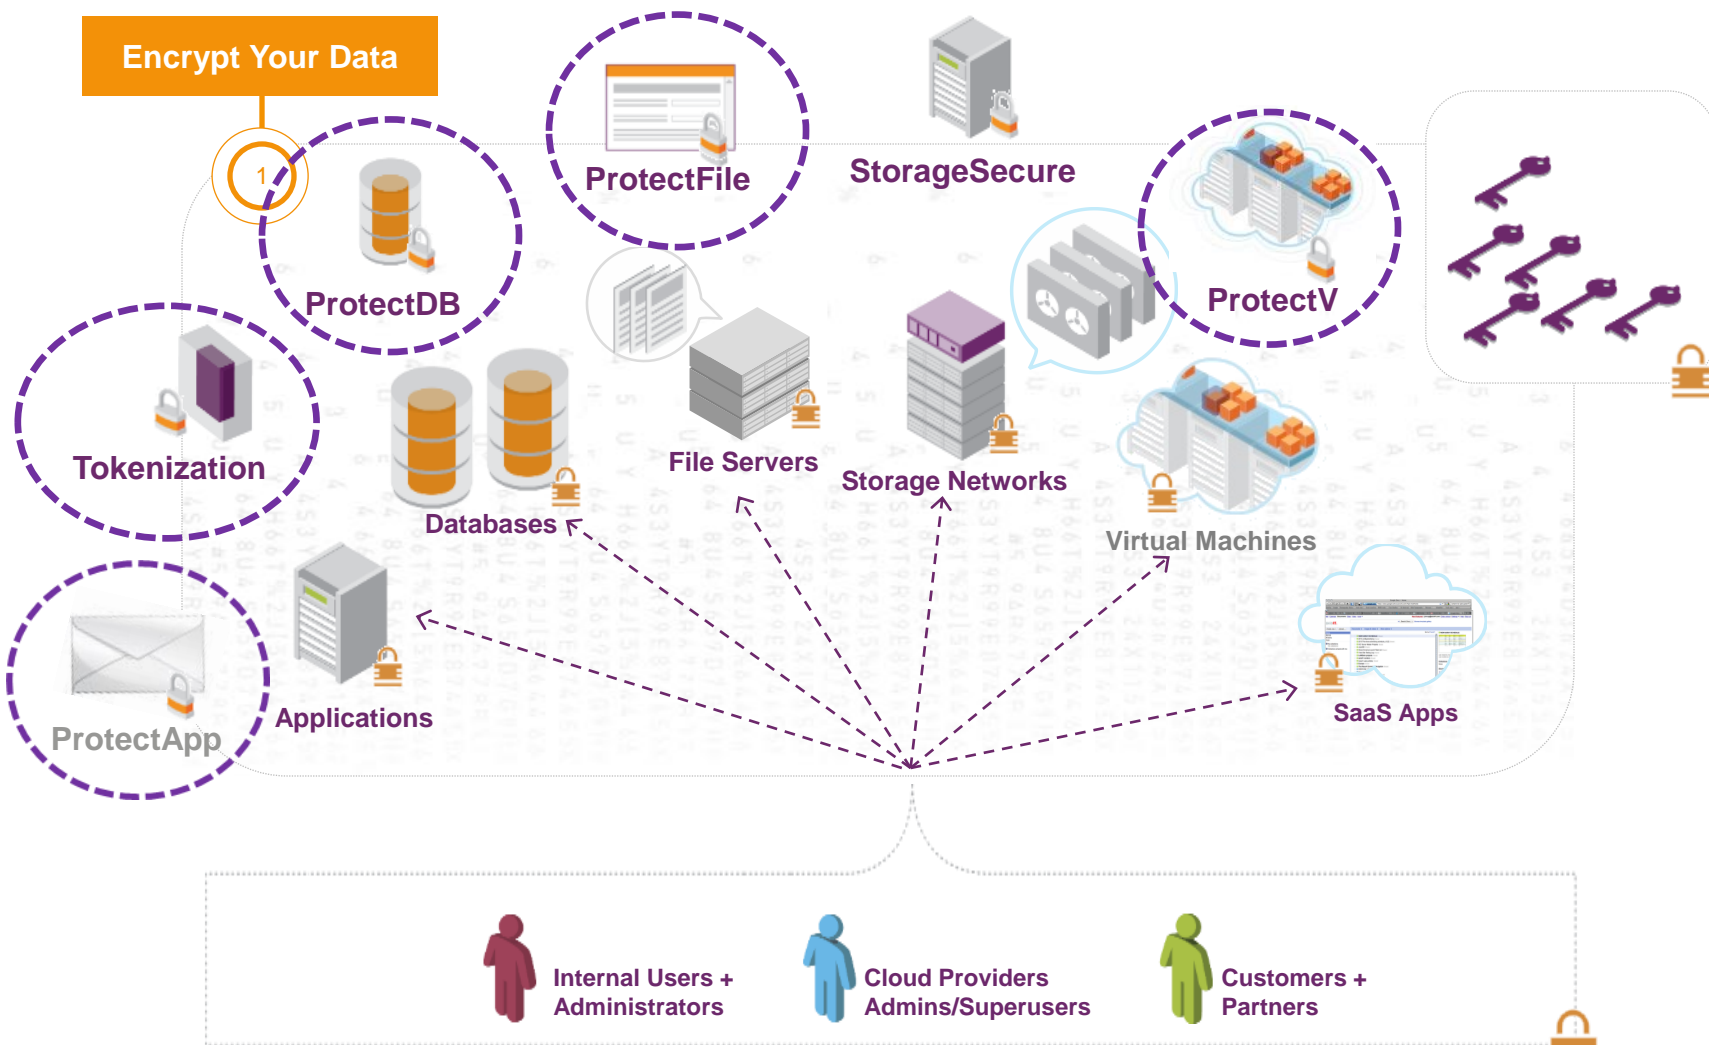 Encrypt Your Data
1
ProtectFile
StorageSecure
ProtectDB
ProtectV
Tokenization
File Servers
Storage Networks
Databases
Virtual Machines
ProtectApp
Applications
SaaS Apps
Internal Users +
Administrators
Cloud Providers
Admins/Superusers
Customers +
Partners